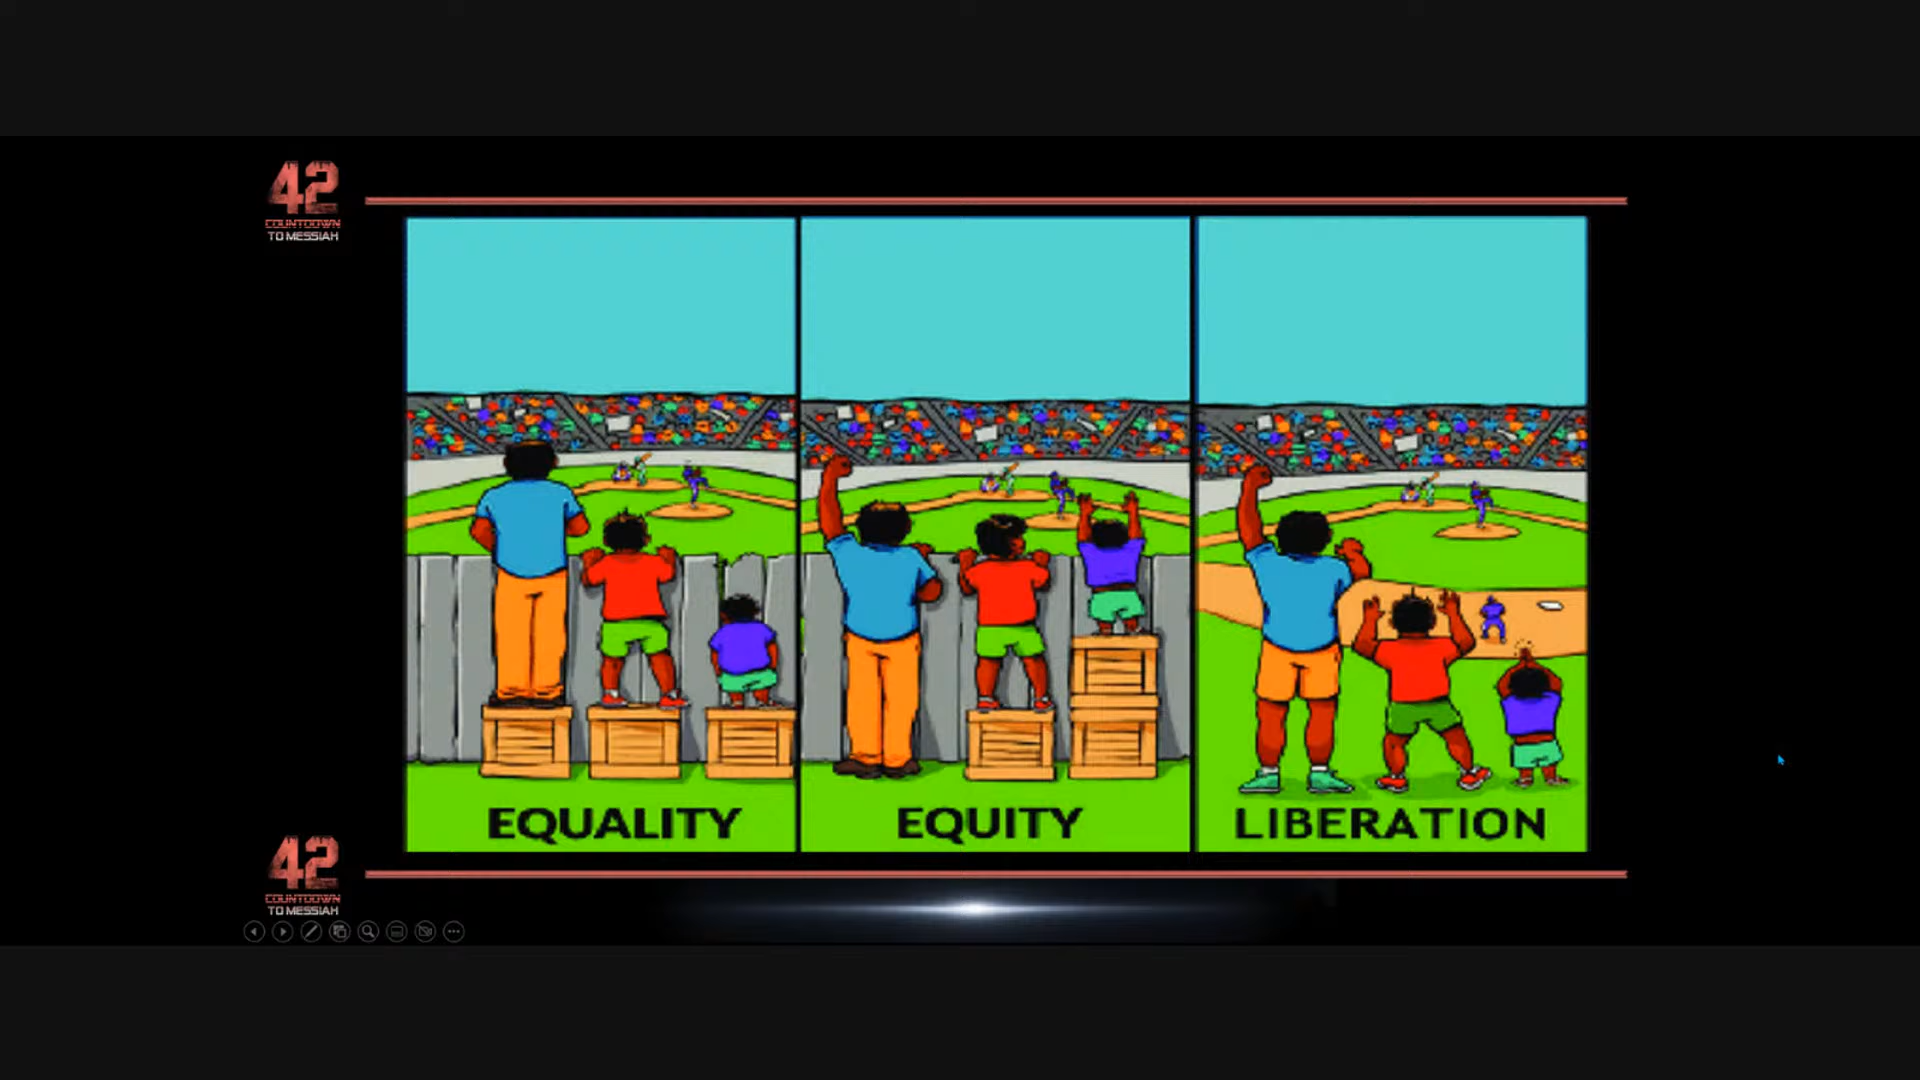 42
COUNTDOWN
TO MESSIAH
EQUALITY
EQUITY
LIBERATION
42
COUNTDOWN
TO MESSIAH